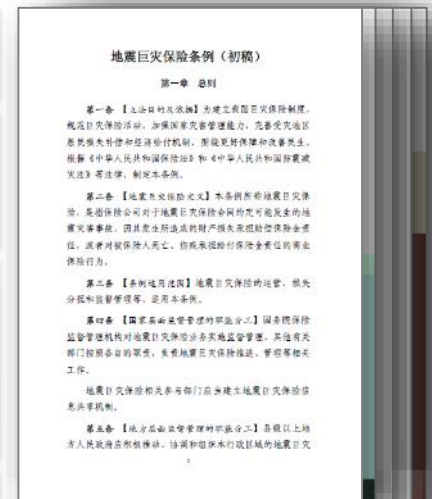 地震巨灾保险条例（初稿）
第一章 总则
第一条 【立法目的及依据】为建立我国巨灾保险制度，
规范巨灾保险活动，加强国家灾害管理能力，完善受灾地区
居民损失补偿和经济给付机制，围绕更好保障和改善民生，
根据《中华人民共和国保险法》和《中华人民共和国防震减
灾法》等法律，制定本条例。
第二条 【地震巨灾保险定义】本条例所称地震巨灾保
险，是指保险公司对于地震巨灾保险合同约定可能发生的地
震灾害事故，因其发生所造成的财产损失承担赔偿保险金责
任，或者对被保险人死亡、伤残承担给付保险金责任的商业
保险行为。
第三条 【条例适用范围】地震巨灾保险的运营、损失
分担和监督管理等，适用本条例。
第四条 【国家层面监督管理的职能分工】国务院保险
监督管理机构对地震巨灾保险业务实施监督管理。其他有关
部门按照各自的职责，负责地震巨灾保险推进、管理等相关
工作。
地震巨灾保险相关参与部门应当建立地震巨灾保险信
息共享机制。
第五条 【地方层面监督管理的职能分工】县级以上地
方人民政府应积极推动、协调和组织本行政区域的地震巨灾
1